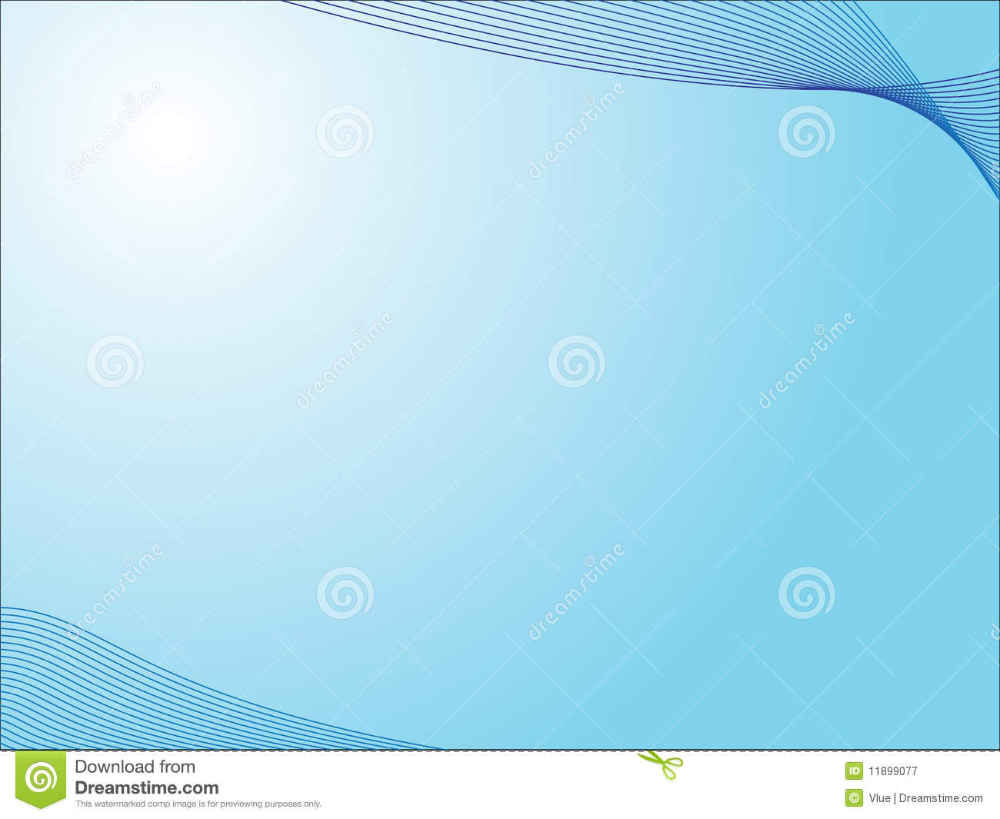 dreamstime
dreamstime
dreamstime
dreamstime
dreamstime
dreamstime
Download from
Dreamstime.com
This watermarked comp image is for previewing purposes only.
ID 11899077
© Vlue | Dreamstime.com